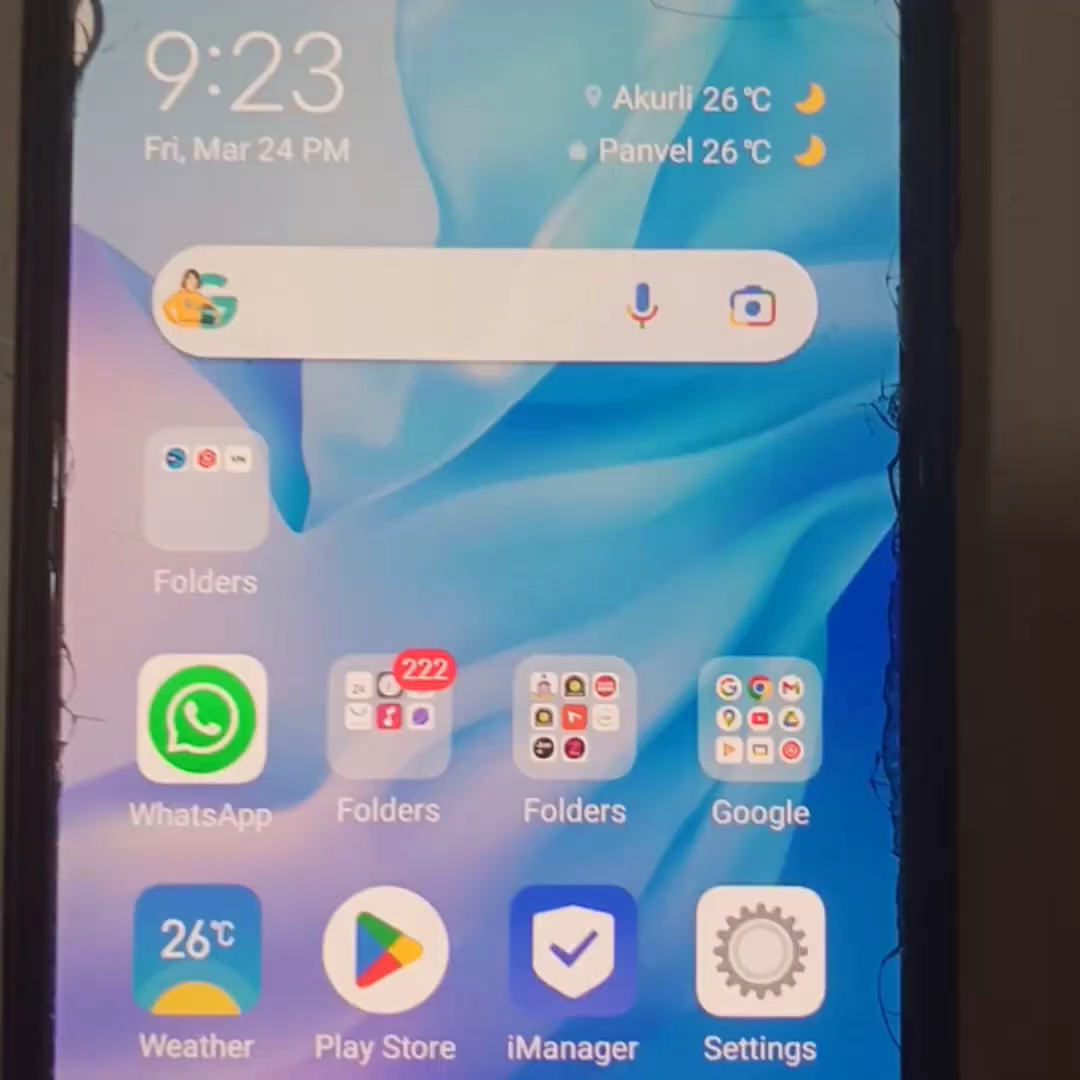 9:23
Akurli 26°C
Fri, Mar 24 PM
Panvel 26°C
G
Folders
222
24
WhatsApp
Folders
Folders
Google
26°C
Weather
Play Store
iManager
Settings